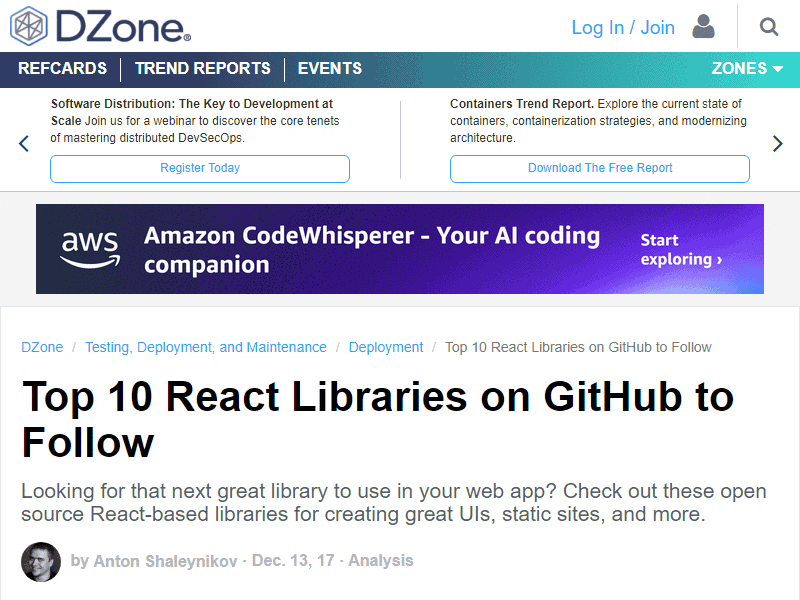 DZone.
Log In / Join
REFCARDS
TREND REPORTS
EVENTS
ZONES
Software Distribution: The Key to Development at
Scale Join us for a webinar to discover the core tenets
of mastering distributed DevSecOps.
Register Today
Containers Trend Report. Explore the current state of
containers, containerization strategies, and modernizing
architecture.
Download The Free Report
aws
Amazon CodeWhisperer - Your AI coding
companion
Start
exploring ›
DZone / Testing, Deployment, and Maintenance / Deployment / Top 10 React Libraries on GitHub to Follow
Top 10 React Libraries on GitHub to
Follow
Looking for that next great library to use in your web app? Check out these open
source React-based libraries for creating great UIs, static sites, and more.
by Anton Shaleynikov · Dec. 13, 17 · Analysis